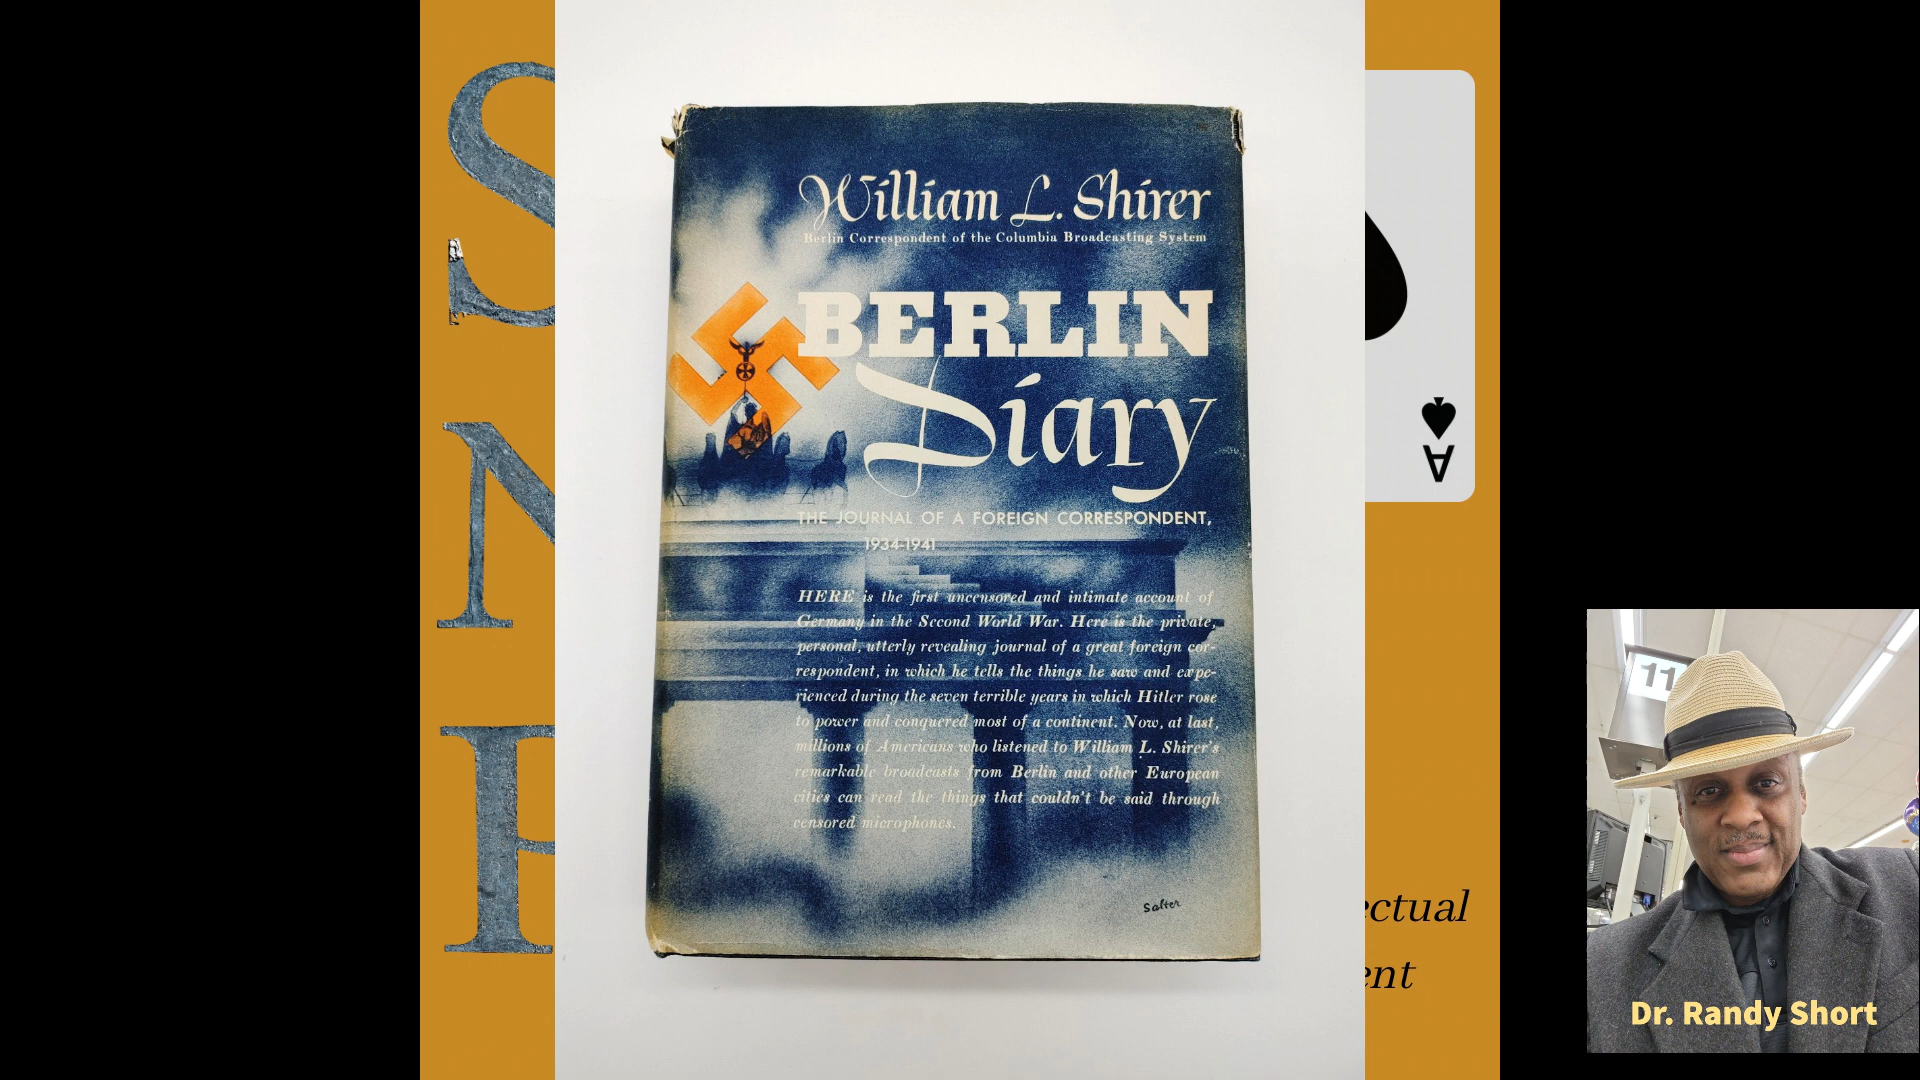 S
N
William L. Shirer
Berlin Correspondent of the Columbia Broadcasting System
BERLIN
Diary
THE JOURNAL OF A FOREIGN CORRESPONDENT,
1934-1941
HERE is the first uncensored and intimate account of
Germany in the Second World War. Here is the private,
personal, utterly revealing journal of a great foreign cor-
respondent, in which he tells the things he saw and expe-
rienced during the seven terrible years in which Hitler rose
to power and conquered most of a continent. Now, at last,
millions of Americans who listened to William L. Shirer's
remarkable broadcasts from Berlin and other European
cities can read the things that couldn't be said through
censored microphones.
Salter
A
ectual
ent
11
Dr. Randy Short